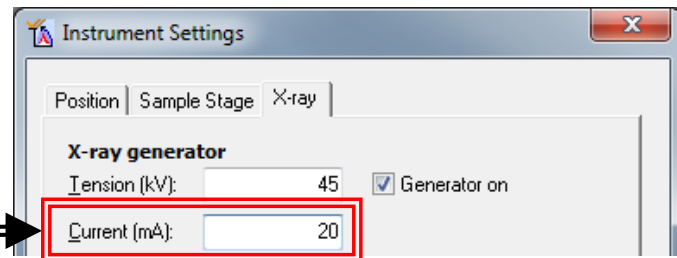 Instrument Settings
Position Sample Stage X-ray
X-ray generator
Tension (kV): 45 Generator on
Current (mA): 20